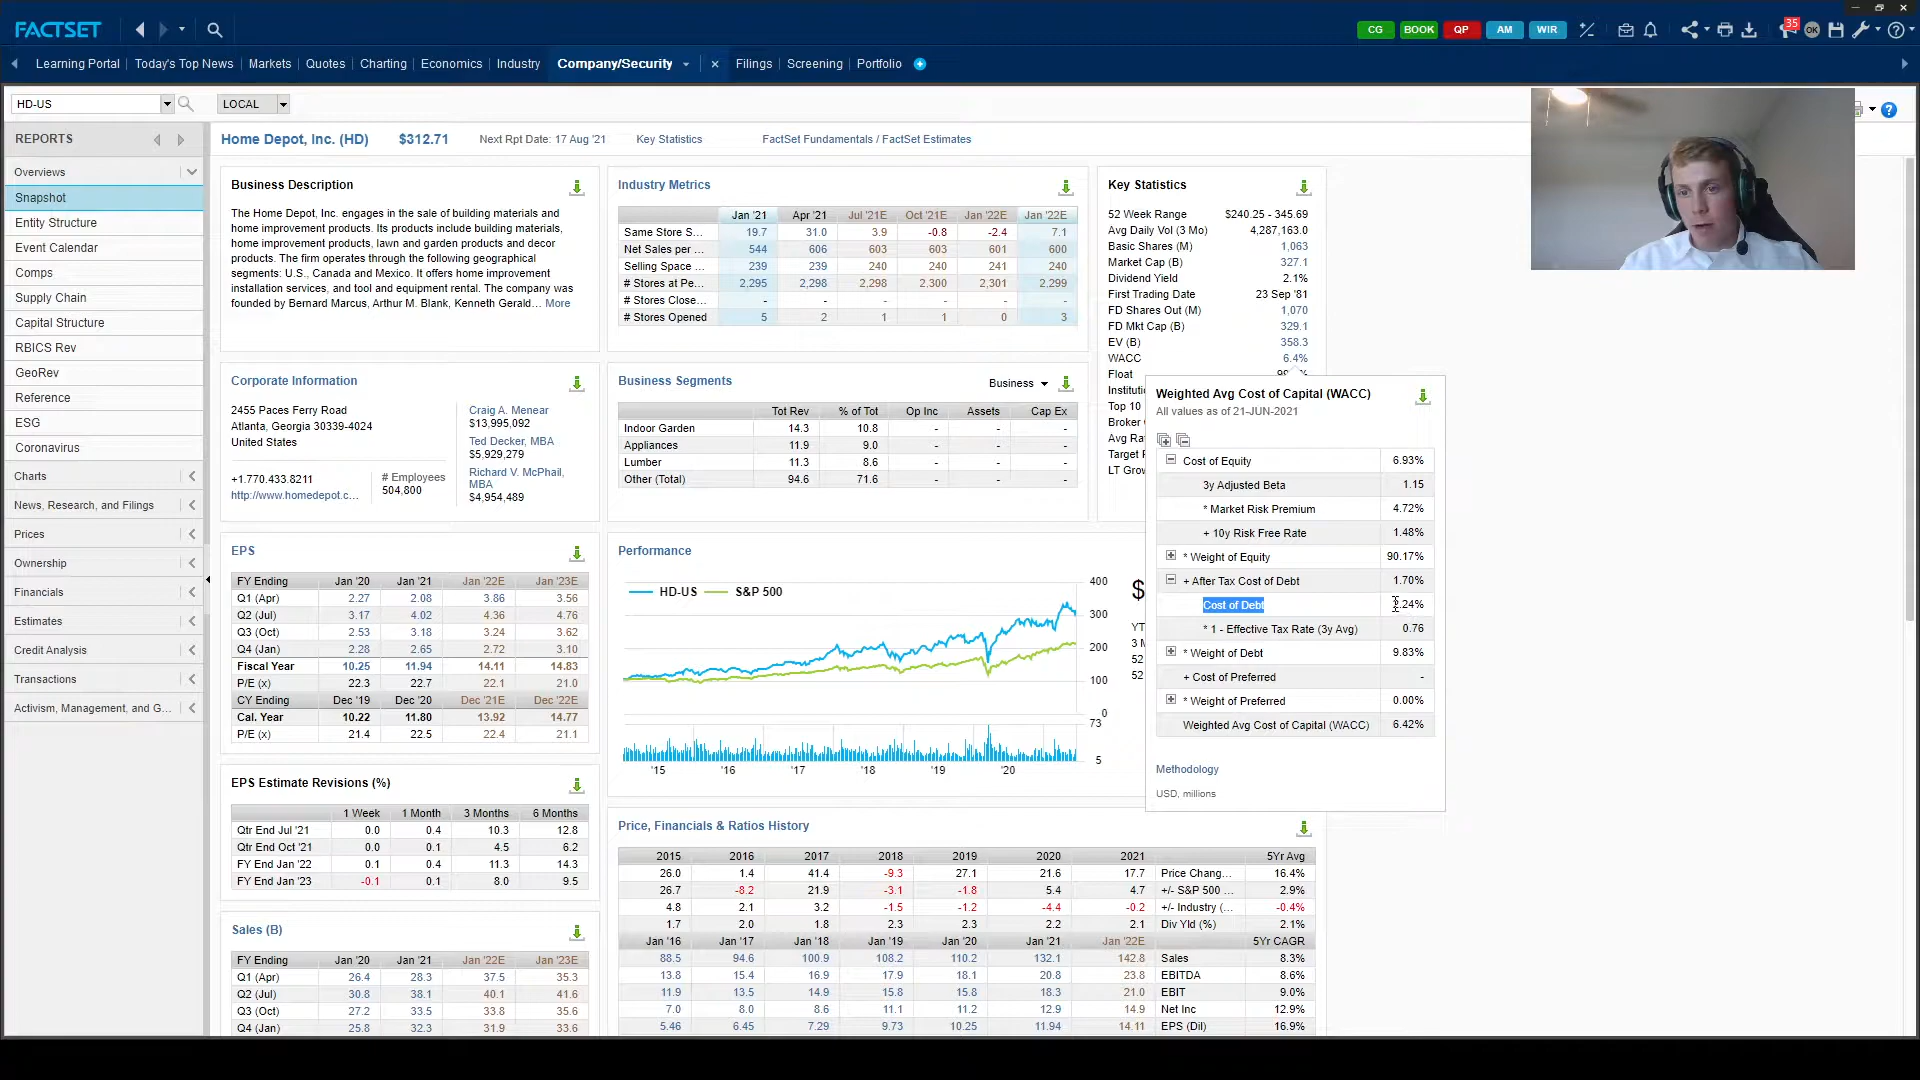 FACTSET
CG BOOK QP AM WIR 35 OK
Learning Portal Today's Top News Markets Quotes Charting Economics Industry Company/Security Filings Screening Portfolio
HD-US LOCAL
REPORTS
Overviews
Snapshot
Entity Structure
Event Calendar
Comps
Supply Chain
Capital Structure
RBICS Rev
GeoRev
Reference
ESG
Coronavirus
Charts
News, Research, and Filings
Prices
Ownership
Financials
Estimates
Credit Analysis
Transactions
Activism, Management, and G...
Home Depot, Inc. (HD) $312.71 Next Rpt Date: 17 Aug '21 Key Statistics FactSet Fundamentals / FactSet Estimates
Business Description
The Home Depot, Inc. engages in the sale of building materials and
home improvement products. Its products include building materials,
home improvement products, lawn and garden products and decor
products. The firm operates through the following geographical
segments: U.S., Canada and Mexico. It offers home improvement
installation services, and tool and equipment rental. The company was
founded by Bernard Marcus, Arthur M. Blank, Kenneth Gerald... More
Industry Metrics
Jan '21 Apr '21 Jul '21E Oct '21E Jan '22E Jan '22E
Same Store S... 19.7 31.0 3.9 -0.8 -2.4 7.1
Net Sales per ... 544 606 603 603 601 600
Selling Space ... 239 239 240 240 241 240
# Stores at Pe... 2,295 2,298 2,298 2,300 2,301 2,299
# Stores Close... - - - - - -
# Stores Opened 5 2 1 1 0 3
Key Statistics
52 Week Range $240.25 - 345.69
Avg Daily Vol (3 Mo) 4,287,163.0
Basic Shares (M) 1,063
Market Cap (B) 327.1
Dividend Yield 2.1%
First Trading Date 23 Sep '81
FD Shares Out (M) 1,070
FD Mkt Cap (B) 329.1
EV (B) 358.3
WACC 6.4%
Float
Top 10
Corporate Information
2455 Paces Ferry Road
Atlanta, Georgia 30339-4024
United States
+1.770.433.8211
http://www.homedepot.c...
# Employees
504,800
Craig A. Menear
$13,995,092
Ted Decker, MBA
$5,929,279
Richard V. McPhail,
MBA
$4,954,489
Business Segments Business
Tot Rev % of Tot Op Inc Assets Cap Ex
Indoor Garden 14.3 10.8 - - -
Appliances 11.9 9.0 - - -
Lumber 11.3 8.6 - - -
Other (Total) 94.6 71.6 - - -
Weighted Avg Cost of Capital (WACC)
All values as of 21-JUN-2021
Cost of Equity 6.93%
3y Adjusted Beta 1.15
* Market Risk Premium 4.72%
+ 10y Risk Free Rate 1.48%
* Weight of Equity 90.17%
+ After Tax Cost of Debt 1.70%
Cost of Debt .24%
* 1 - Effective Tax Rate (3y Avg) 0.76
* Weight of Debt 9.83%
+ Cost of Preferred -
* Weight of Preferred 0.00%
Weighted Avg Cost of Capital (WACC) 6.42%
Methodology
USD, millions
EPS
FY Ending Jan '20 Jan '21 Jan '22E Jan '23E
Q1 (Apr) 2.27 2.08 3.86 3.56
Q2 (Jul) 3.17 4.02 4.36 4.76
Q3 (Oct) 2.53 3.18 3.24 3.62
Q4 (Jan) 2.28 2.65 2.72 3.10
Fiscal Year 10.25 11.94 14.11 14.83
P/E (x) 22.3 22.7 22.1 21.0
CY Ending Dec '19 Dec '20 Dec '21E Dec '22E
Cal. Year 10.22 11.80 13.92 14.77
P/E (x) 21.4 22.5 22.4 21.1
Performance
HD-US S&P 500
400
300
200
100
0
73
5
'15 '16 '17 '18 '19 '20
$
YT
3 M
52
52
EPS Estimate Revisions (%)
1 Week 1 Month 3 Months 6 Months
Qtr End Jul '21 0.0 0.4 10.3 12.8
Qtr End Oct '21 0.0 0.1 4.5 6.2
FY End Jan '22 0.1 0.4 11.3 14.3
FY End Jan '23 -0.1 0.1 8.0 9.5
Sales (B)
FY Ending Jan '20 Jan '21 Jan '22E Jan '23E
Q1 (Apr) 26.4 28.3 37.5 35.3
Q2 (Jul) 30.8 38.1 40.1 41.6
Q3 (Oct) 27.2 33.5 33.8 35.6
Q4 (Jan) 25.8 32.3 31.9 33.6
Price, Financials & Ratios History
2015 2016 2017 2018 2019 2020 2021 5Yr Avg
26.0 1.4 41.4 -9.3 27.1 21.6 17.7 Price Chang... 16.4%
26.7 -8.2 21.9 -3.1 -1.8 5.4 4.7 +/- S&P 500 ... 2.9%
4.8 2.1 3.2 -1.5 -1.2 -4.4 -0.2 +/- Industry (... -0.4%
1.7 2.0 1.8 2.3 2.3 2.2 2.1 Div Yld (%) 2.1%
Jan '16 Jan '17 Jan '18 Jan '19 Jan '20 Jan '21 Jan '22E 5Yr CAGR
88.5 94.6 100.9 108.2 110.2 132.1 142.8 Sales 8.3%
13.8 15.4 16.9 17.9 18.1 20.8 23.8 EBITDA 8.6%
11.9 13.5 14.9 15.8 15.8 18.3 21.0 EBIT 9.0%
7.0 8.0 8.6 11.1 11.2 12.9 14.9 Net Inc 12.9%
5.46 6.45 7.29 9.73 10.25 11.94 14.11 EPS (Dil) 16.9%